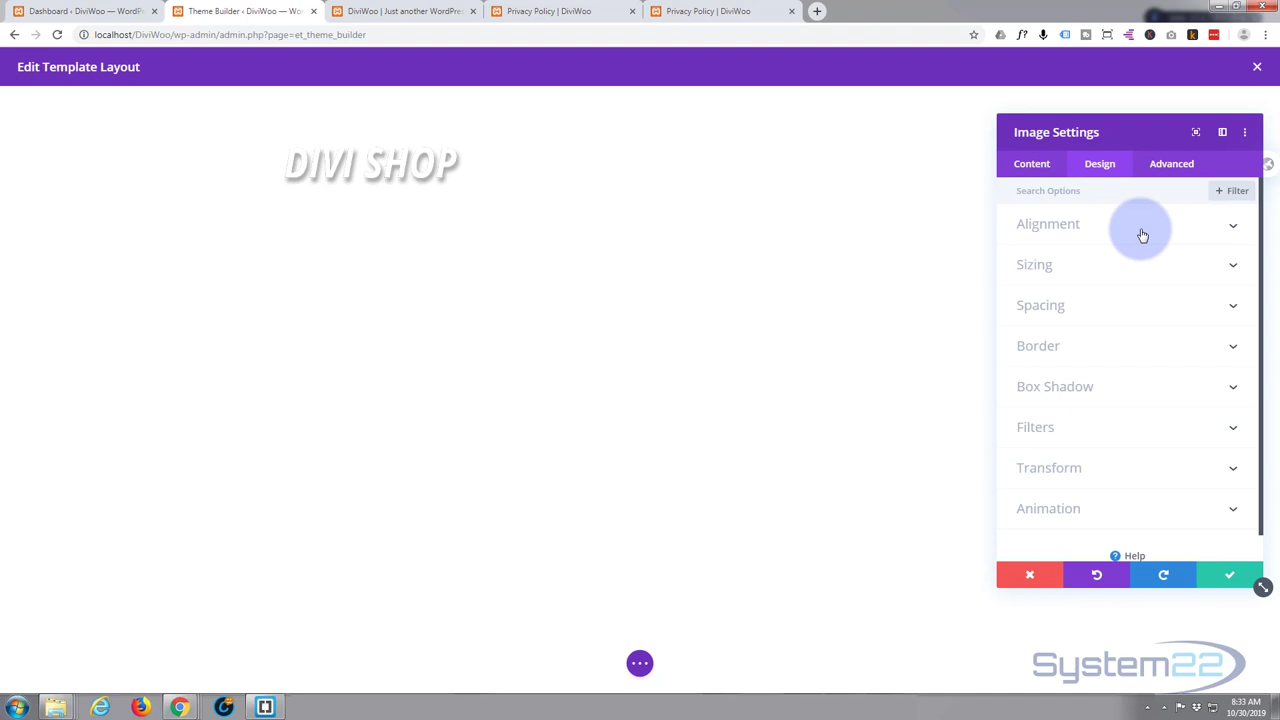 Dashboard ‹ DiviWoo — WordPr
Theme Builder ‹ DiviWoo — Wo
DiviWoo | Just another WordPres
Privacy Policy | DiviWoo
Privacy Policy | DiviWoo
localhost/DiviWoo/wp-admin/admin.php?page=et_theme_builder
Edit Template Layout
DIVI SHOP
Image Settings
Content
Design
Advanced
Search Options
+ Filter
Alignment
Sizing
Spacing
Border
Box Shadow
Filters
Transform
Animation
Help
System22
8:33 AM
10/30/2019